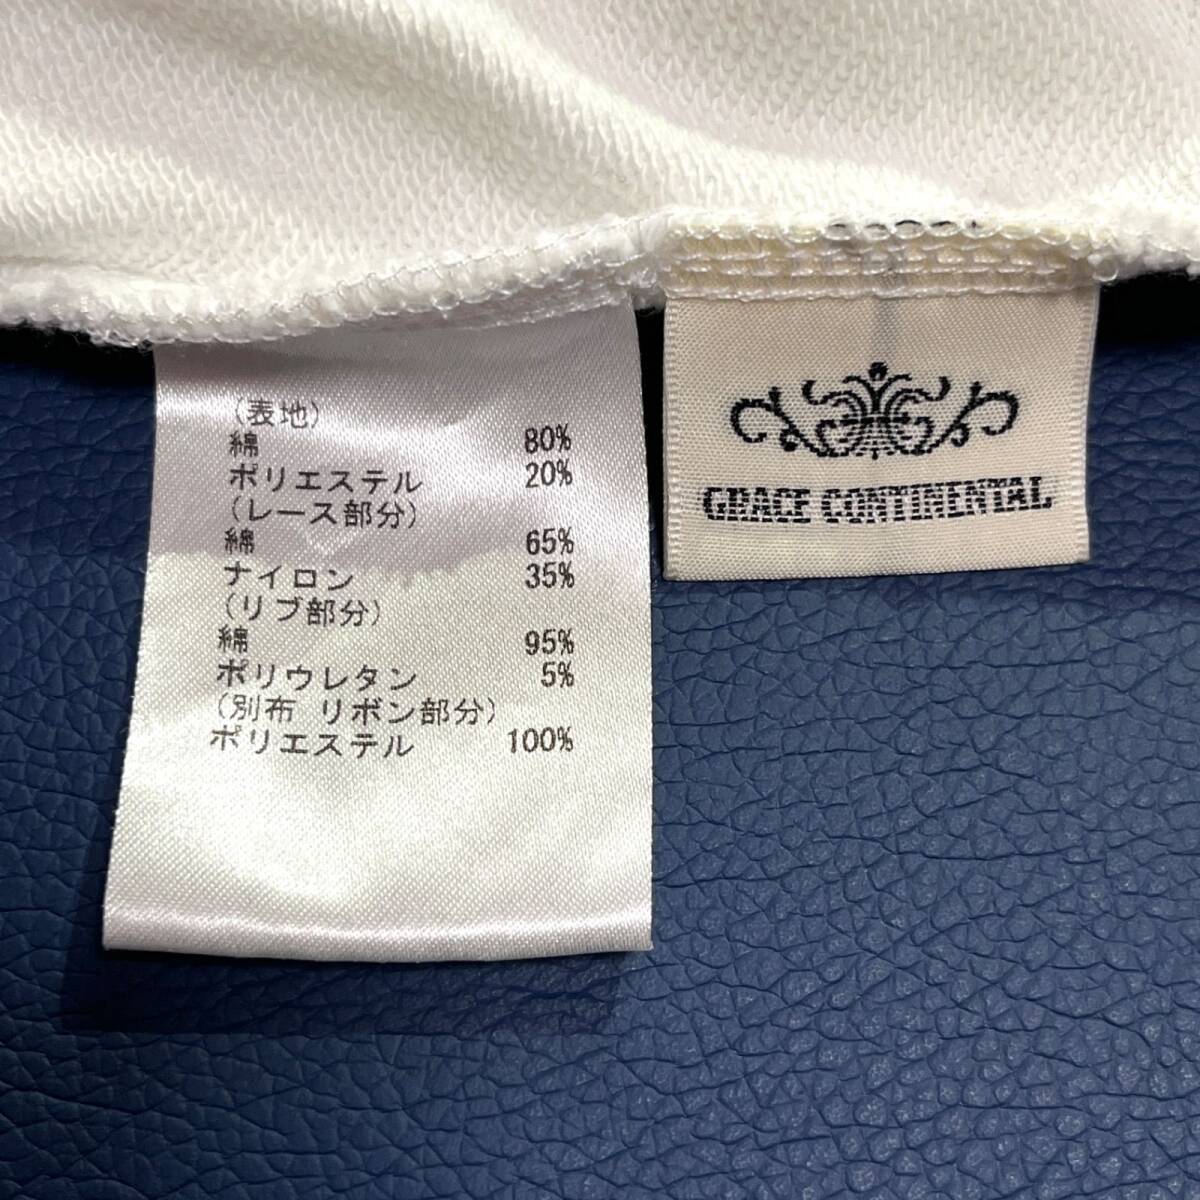 (表地)
綿 80%
ポリエステル 20%
(レース部分)
綿 65%
ナイロン 35%
(リブ部分)
綿 95%
ポリウレタン 5%
(別布 リボン部分)
ポリエステル 100%
GRACE CONTINENTAL